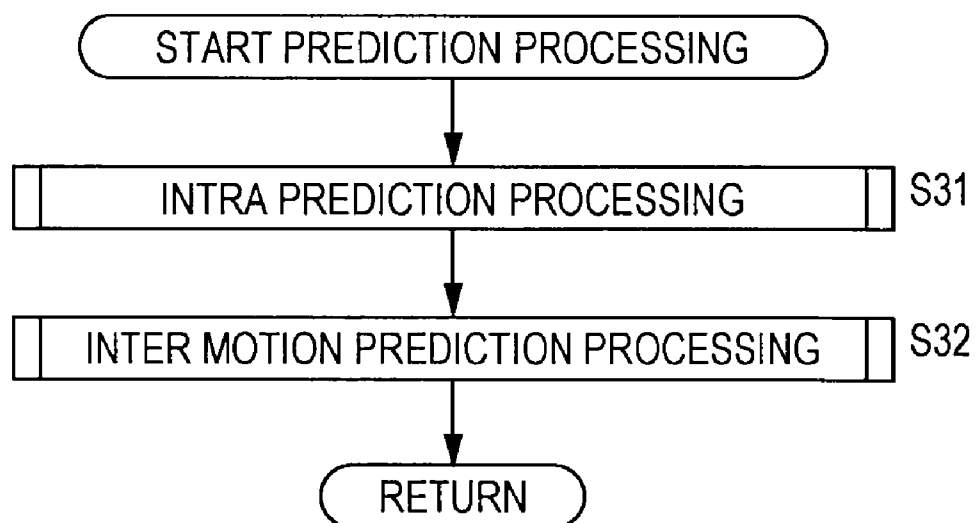 START PREDICTION PROCESSING
INTRA PREDICTION PROCESSING S31
INTER MOTION PREDICTION PROCESSING S32
RETURN